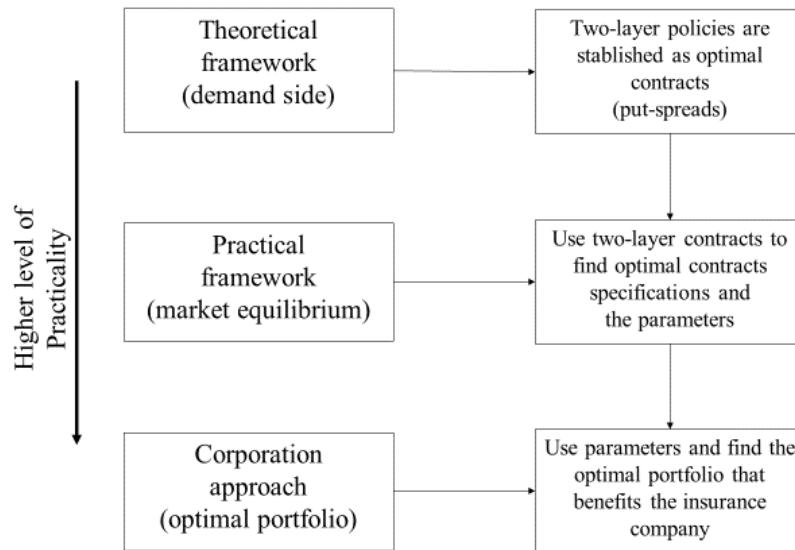 Theoretical
framework
(demand side)
Two-layer policies are
stablished as optimal
contracts
(put-spreads)
Higher level of
Practicality
Practical
framework
(market equilibrium)
Use two-layer contracts to
find optimal contracts
specifications and
the parameters
Corporation
approach
(optimal portfolio)
Use parameters and find the
optimal portfolio that
benefits the insurance
company